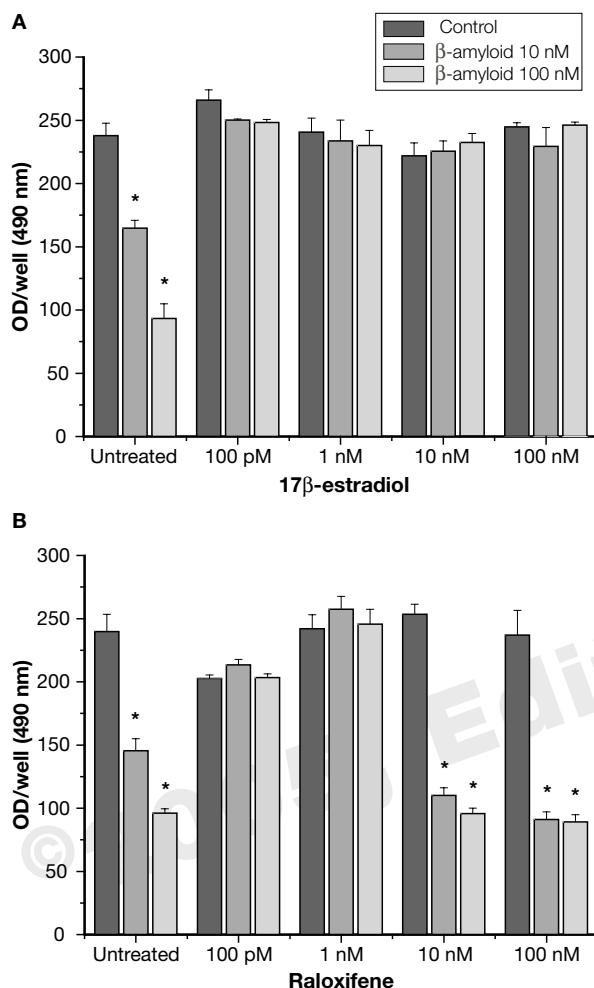 A
Control
β-amyloid 10 nM
β-amyloid 100 nM
300
250
200
150
100
50
0
OD/well (490 nm)
*
*
Untreated 100 pM 1 nM 10 nM 100 nM
17β-estradiol
B
300
250
200
150
100
50
0
OD/well (490 nm)
*
*
*
*
*
*
Untreated 100 pM 1 nM 10 nM 100 nM
Raloxifene